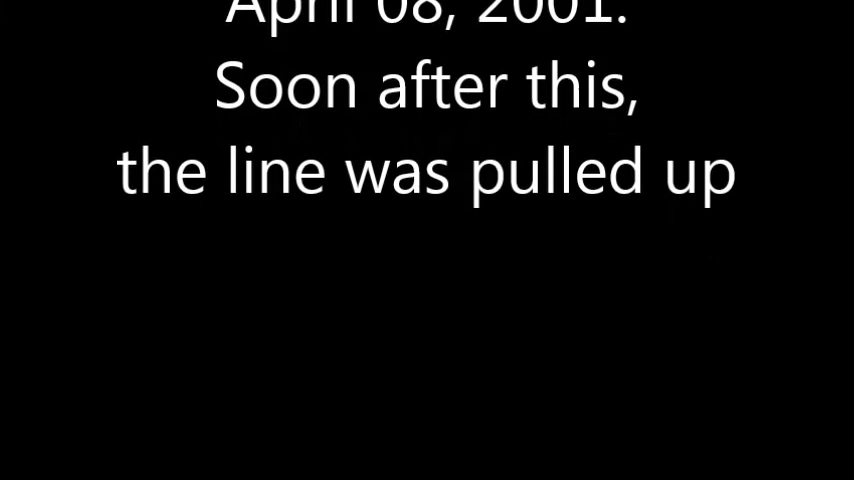 April 08, 2001.
Soon after this,
the line was pulled up